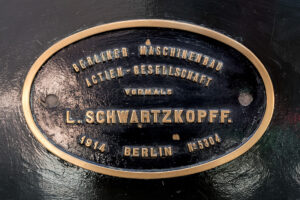 BERLINER MASCHINENBAU
ACTIEN-GESELLSCHAFT
VORMALS
L. SCHWARTZKOPFF.
1914 BERLIN No 5304